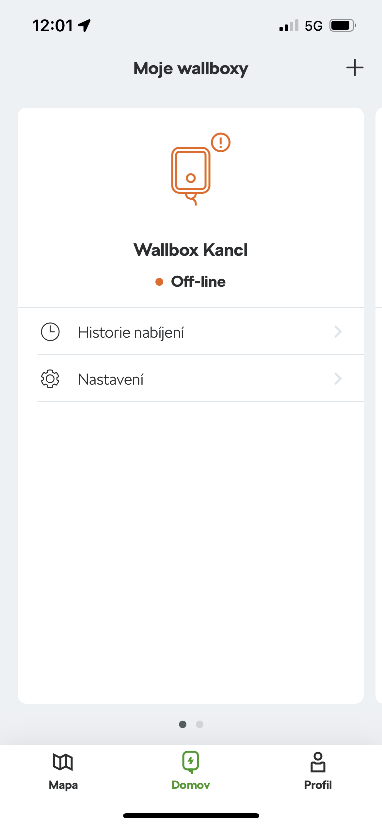 12:01
5G
Moje wallboxy
Wallbox Kancl
Off-line
Historie nabíjení
Nastavení
Mapa
Domov
Profil